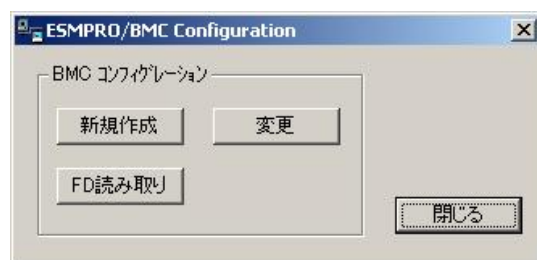 ESMPRO/BMC Configuration
BMC コンフィグレーション
新規作成
変更
FD読み取り
閉じる